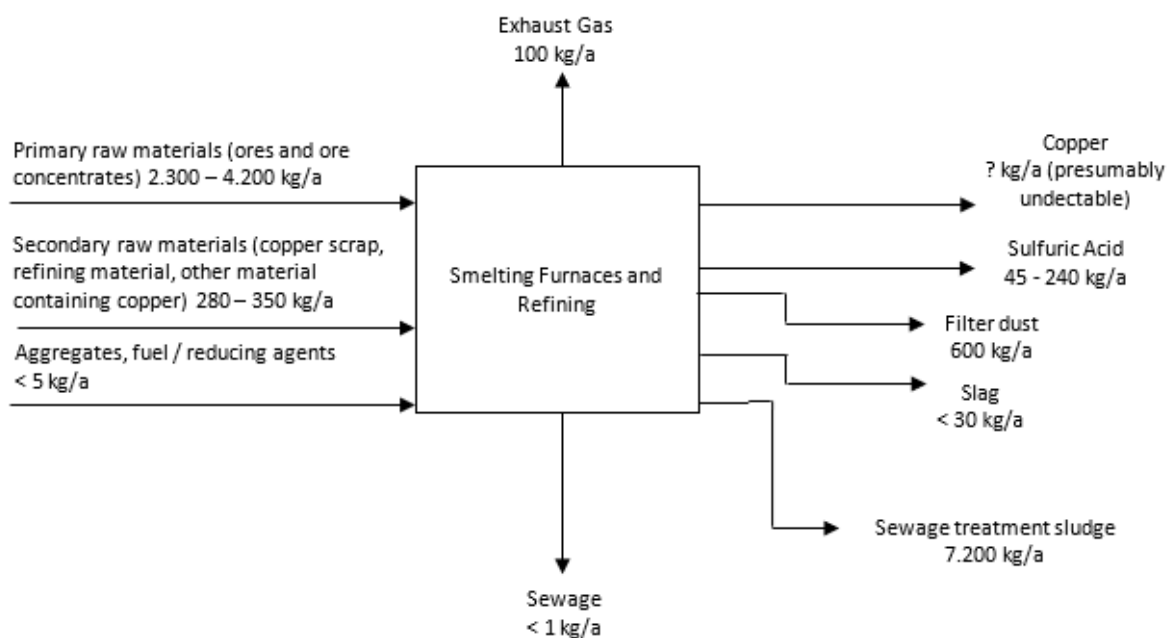 Exhaust Gas
100 kg/a
Primary raw materials (ores and ore
concentrates) 2.300 – 4.200 kg/a
Secondary raw materials (copper scrap,
refining material, other material
containing copper) 280 – 350 kg/a
Aggregates, fuel / reducing agents
< 5 kg/a
Smelting Furnaces and
Refining
Copper
? kg/a (presumably
undectable)
Sulfuric Acid
45 - 240 kg/a
Filter dust
600 kg/a
Slag
< 30 kg/a
Sewage treatment sludge
7.200 kg/a
Sewage
< 1 kg/a